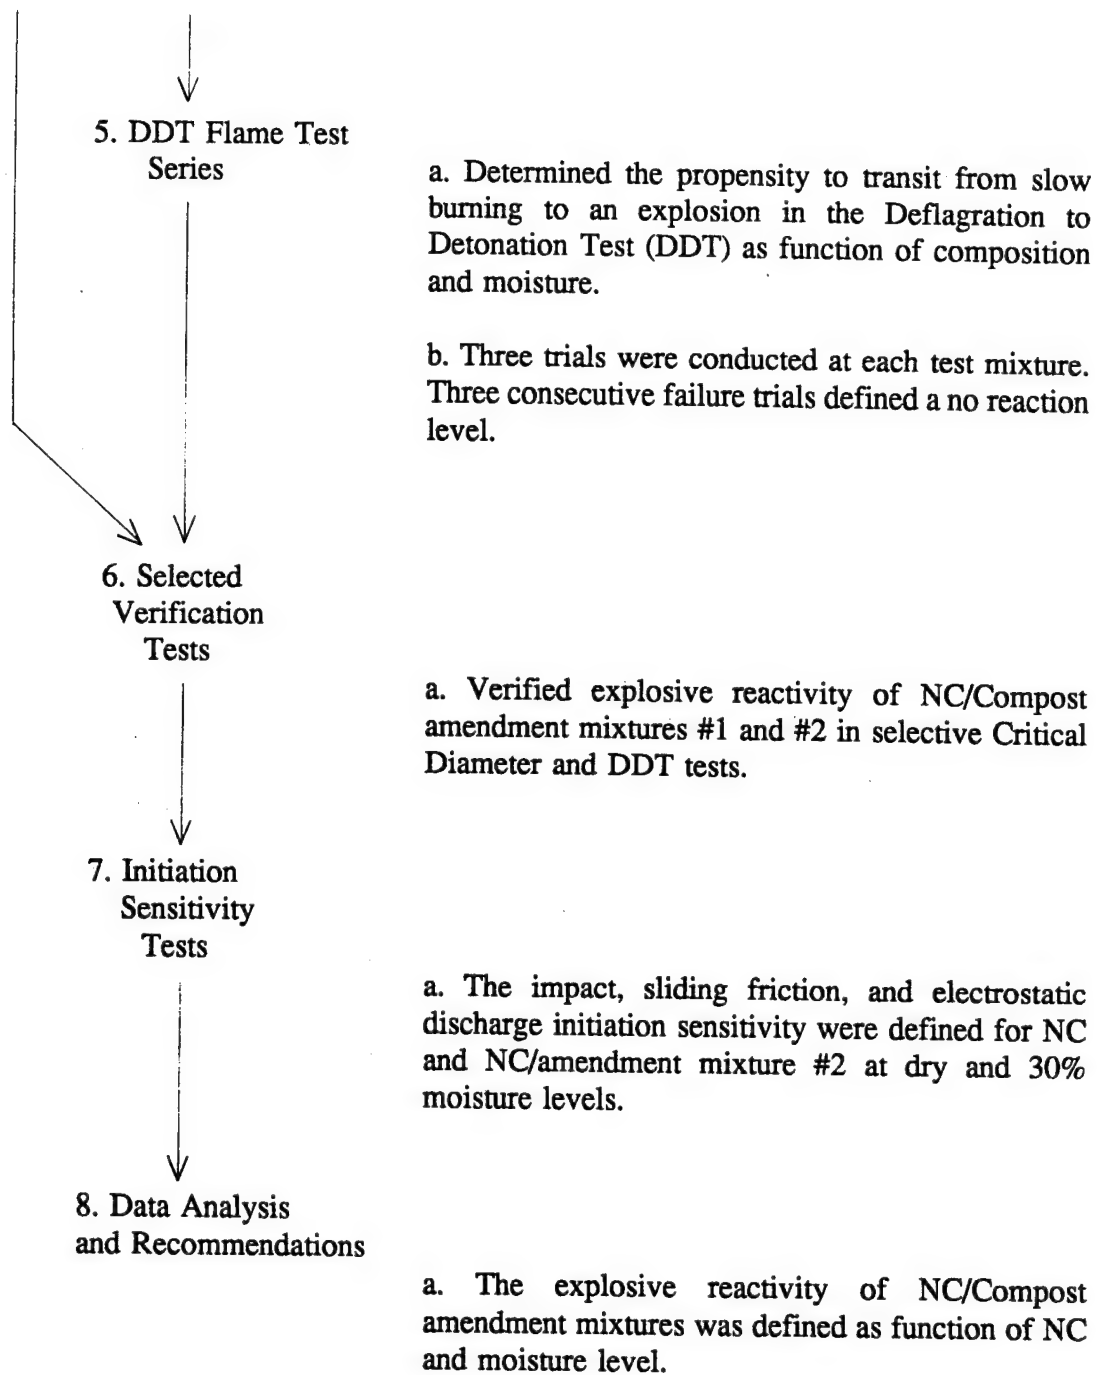 5. DDT Flame Test
Series
a. Determined the propensity to transit from slow
burning to an explosion in the Deflagration to
Detonation Test (DDT) as function of composition
and moisture.
b. Three trials were conducted at each test mixture.
Three consecutive failure trials defined a no reaction
level.
6. Selected
Verification
Tests
a. Verified explosive reactivity of NC/Compost
amendment mixtures #1 and #2 in selective Critical
Diameter and DDT tests.
7. Initiation
Sensitivity
Tests
a. The impact, sliding friction, and electrostatic
discharge initiation sensitivity were defined for NC
and NC/amendment mixture #2 at dry and 30%
moisture levels.
8. Data Analysis
and Recommendations
a. The explosive reactivity of NC/Compost
amendment mixtures was defined as function of NC
and moisture level.